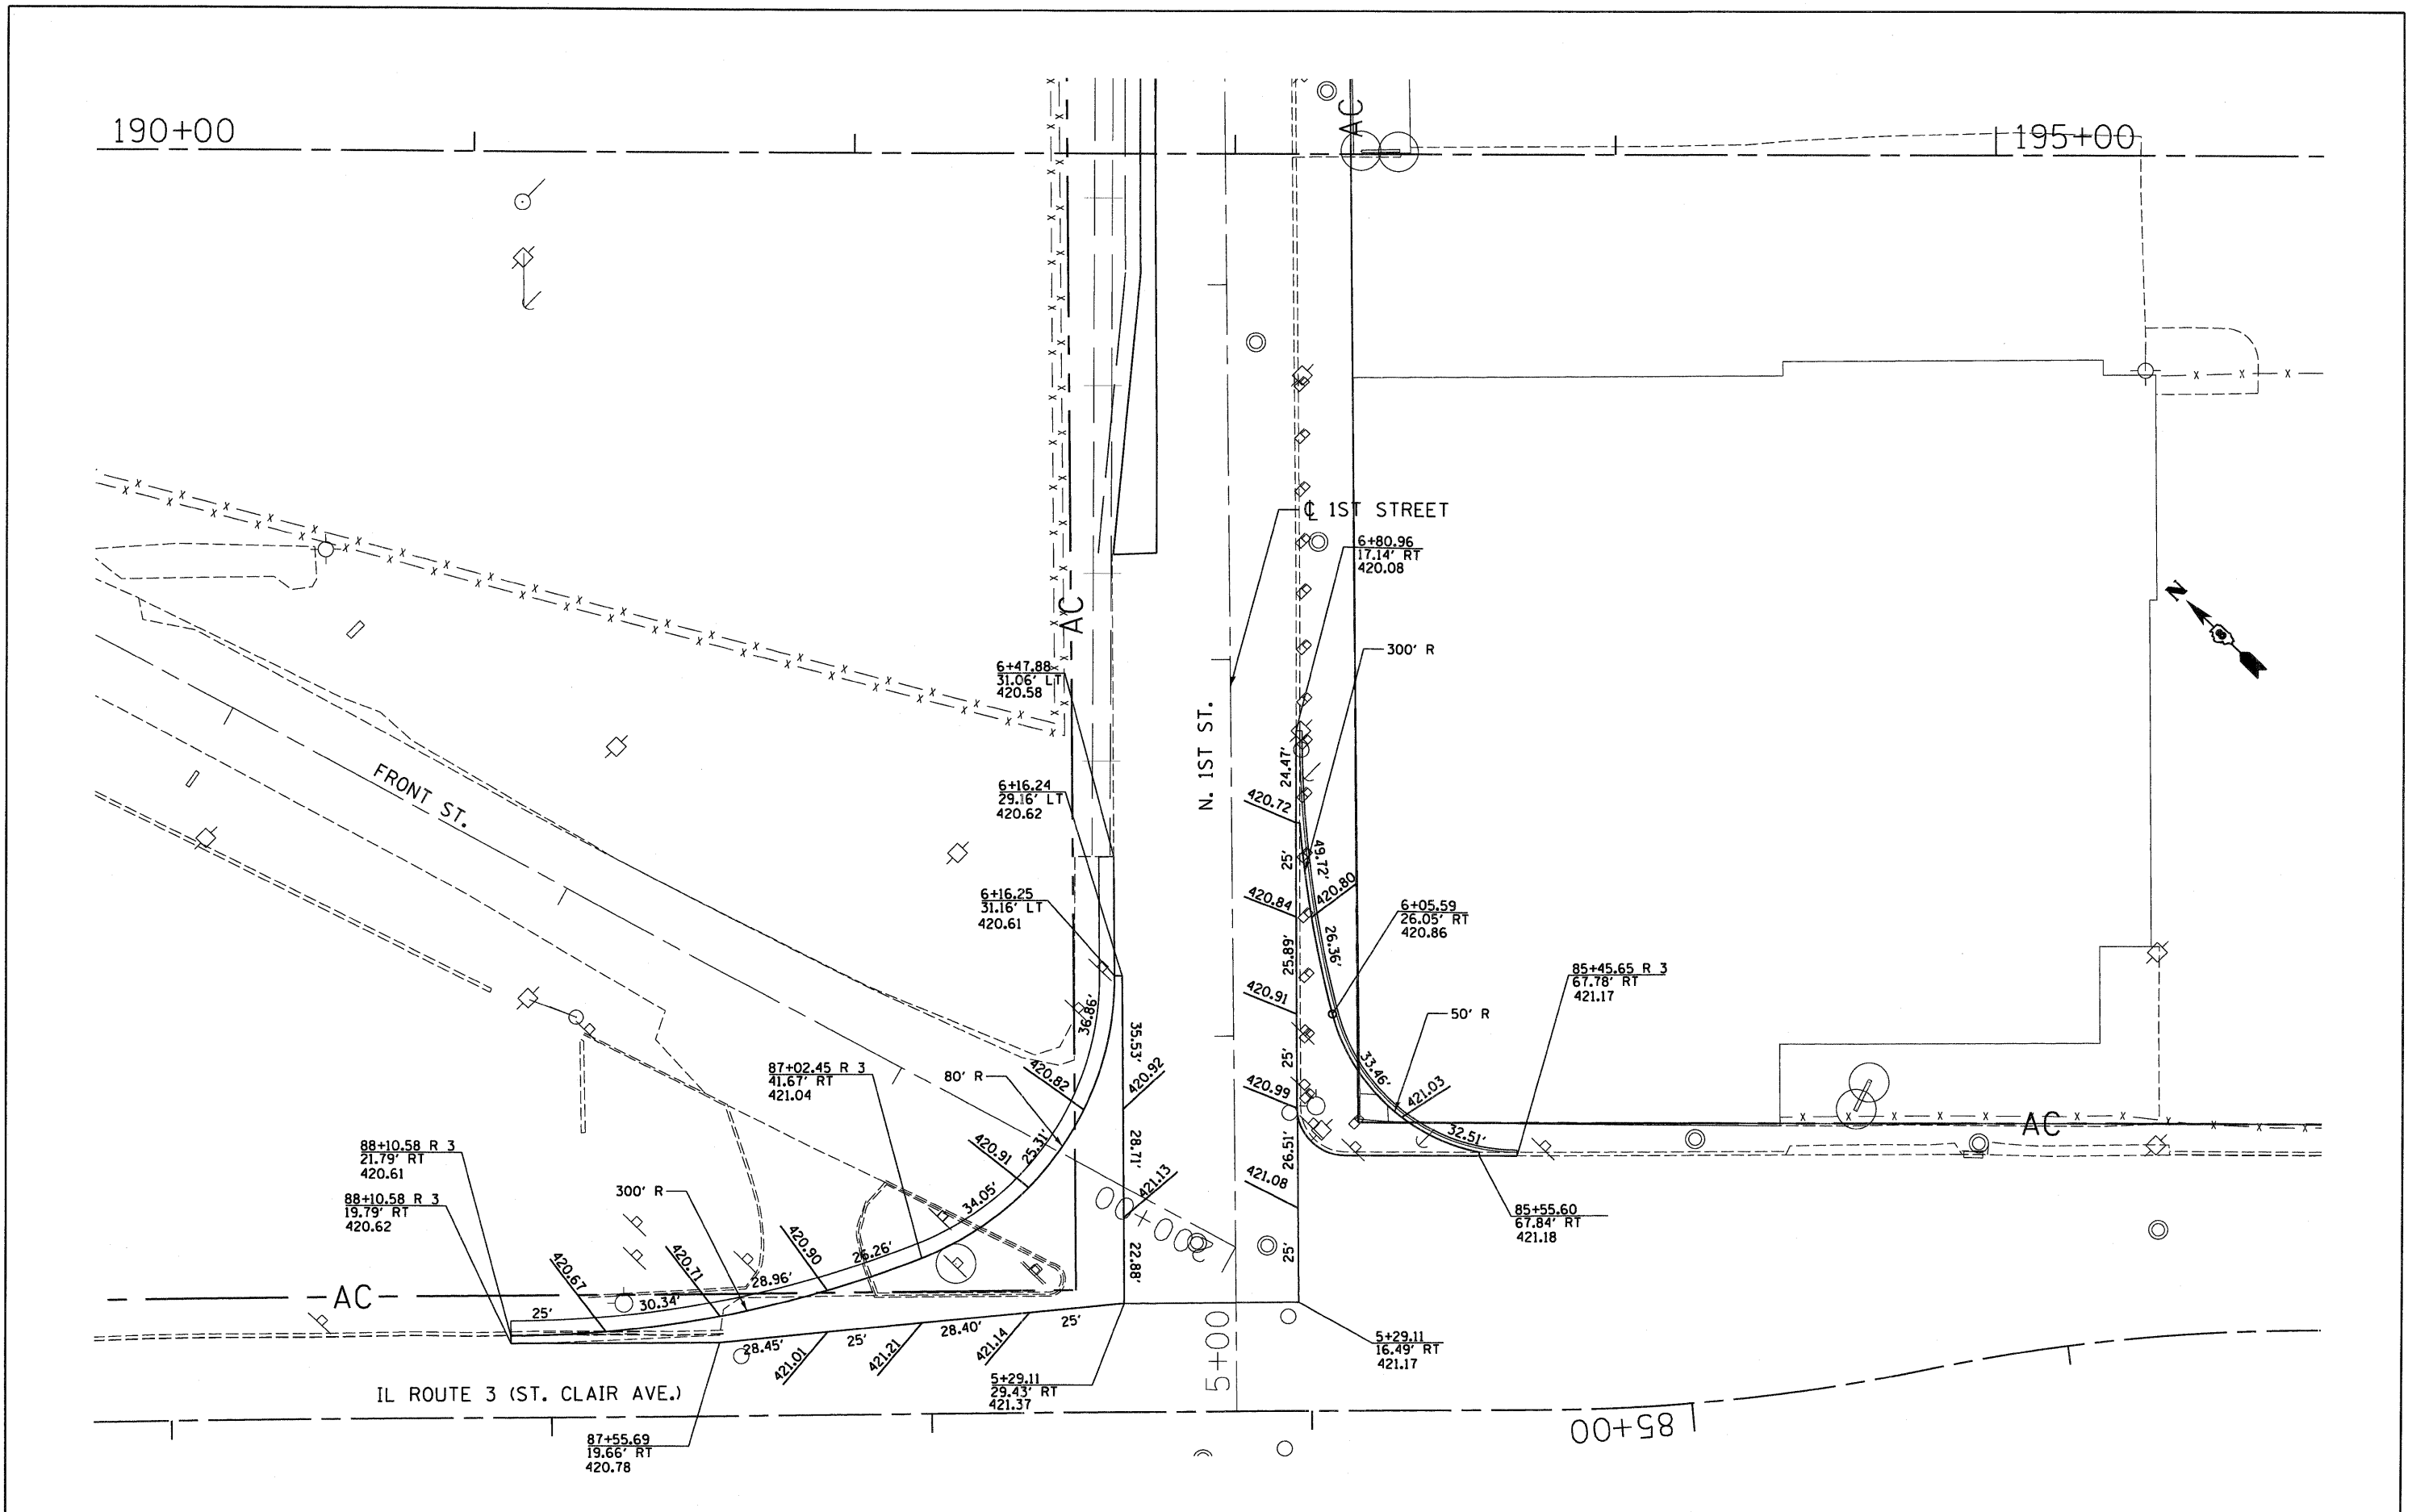 190+00
195+00
AC
℄ 1ST STREET
6+80.96
17.14' RT
420.08
N
300' R
AC
6+47.88
31.06' LT
420.58
N. 1ST ST.
FRONT ST.
6+16.24
29.16' LT
420.62
24.47'
420.72
49.72'
25'
420.80
420.84
6+16.25
31.16' LT
420.61
6+05.59
26.05' RT
420.86
26.36'
25.89'
85+45.65 R 3
67.78' RT
421.17
420.91
50' R
36.86'
35.53'
87+02.45 R 3
41.67' RT
421.04
80' R
420.82
420.92
25'
33.46'
420.99
421.03
AC
32.51'
88+10.58 R 3
21.79' RT
420.61
420.91
25.31'
28.71'
26.51'
421.13
421.08
88+10.58 R 3
19.79' RT
420.62
300' R
34.05'
200+00
85+55.60
67.84' RT
421.18
420.67
420.71
420.90
26.26'
22.88'
25'
AC
28.96'
25'
30.34'
28.45'
421.01
25'
421.21
28.40'
421.14
25'
5+00
5+29.11
16.49' RT
421.17
IL ROUTE 3 (ST. CLAIR AVE.)
5+29.11
29.43' RT
421.37
85+00
87+55.69
19.66' RT
420.78